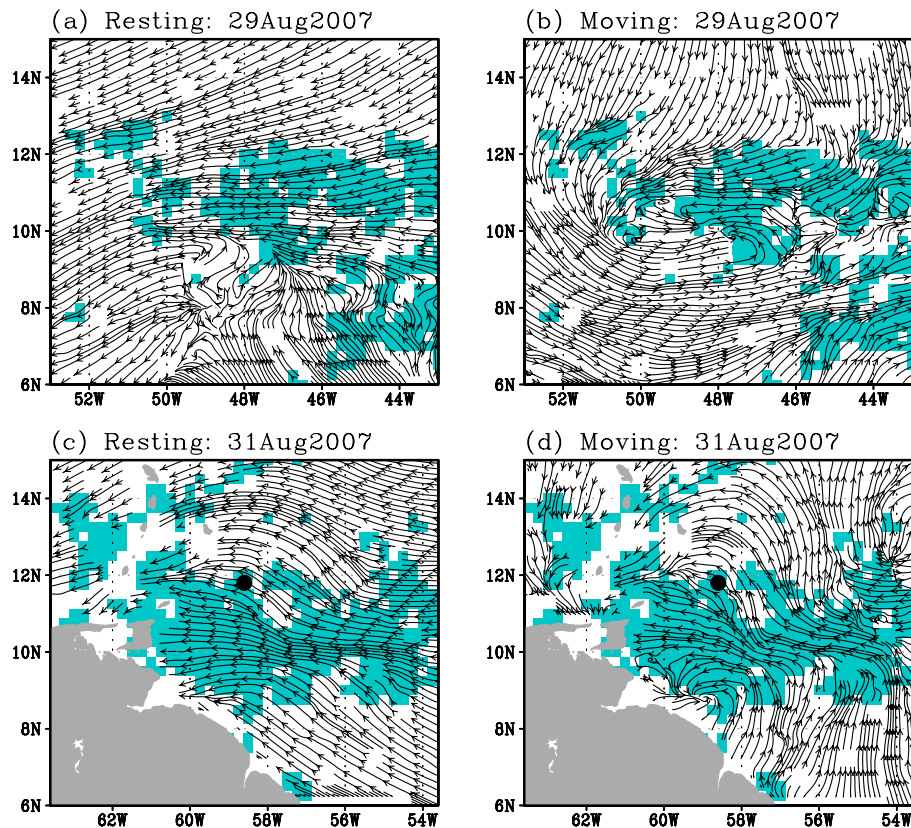 (a) Resting: 29Aug2007
(b) Moving: 29Aug2007
14N
12N
10N
8N
6N
52W 50W 48W 46W 44W
14N
12N
10N
8N
6N
52W 50W 48W 46W 44W
(c) Resting: 31Aug2007
(d) Moving: 31Aug2007
14N
12N
10N
8N
6N
62W 60W 58W 56W 54W
14N
12N
10N
8N
6N
62W 60W 58W 56W 54W